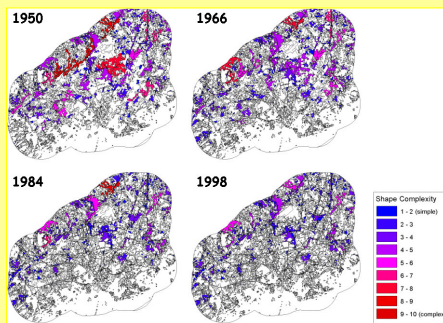 1950
1966
1984
1998
Shape Complexity
1 - 2 (simple)
2 - 3
3 - 4
4 - 5
5 - 6
6 - 7
7 - 8
8 - 9
9 - 10 (complex